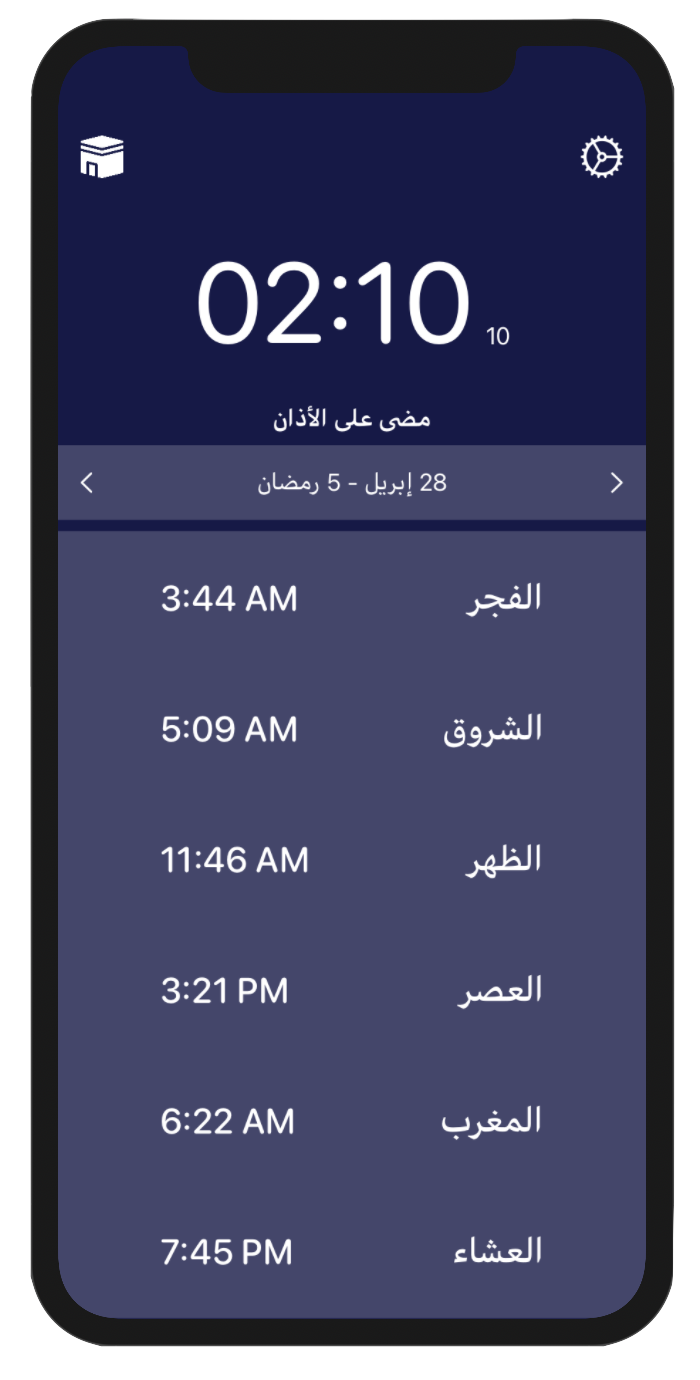 02:10 10
مضى على الأذان
28 إبريل - 5 رمضان
الفجر 3:44 AM
الشروق 5:09 AM
الظهر 11:46 AM
العصر 3:21 PM
المغرب 6:22 AM
العشاء 7:45 PM